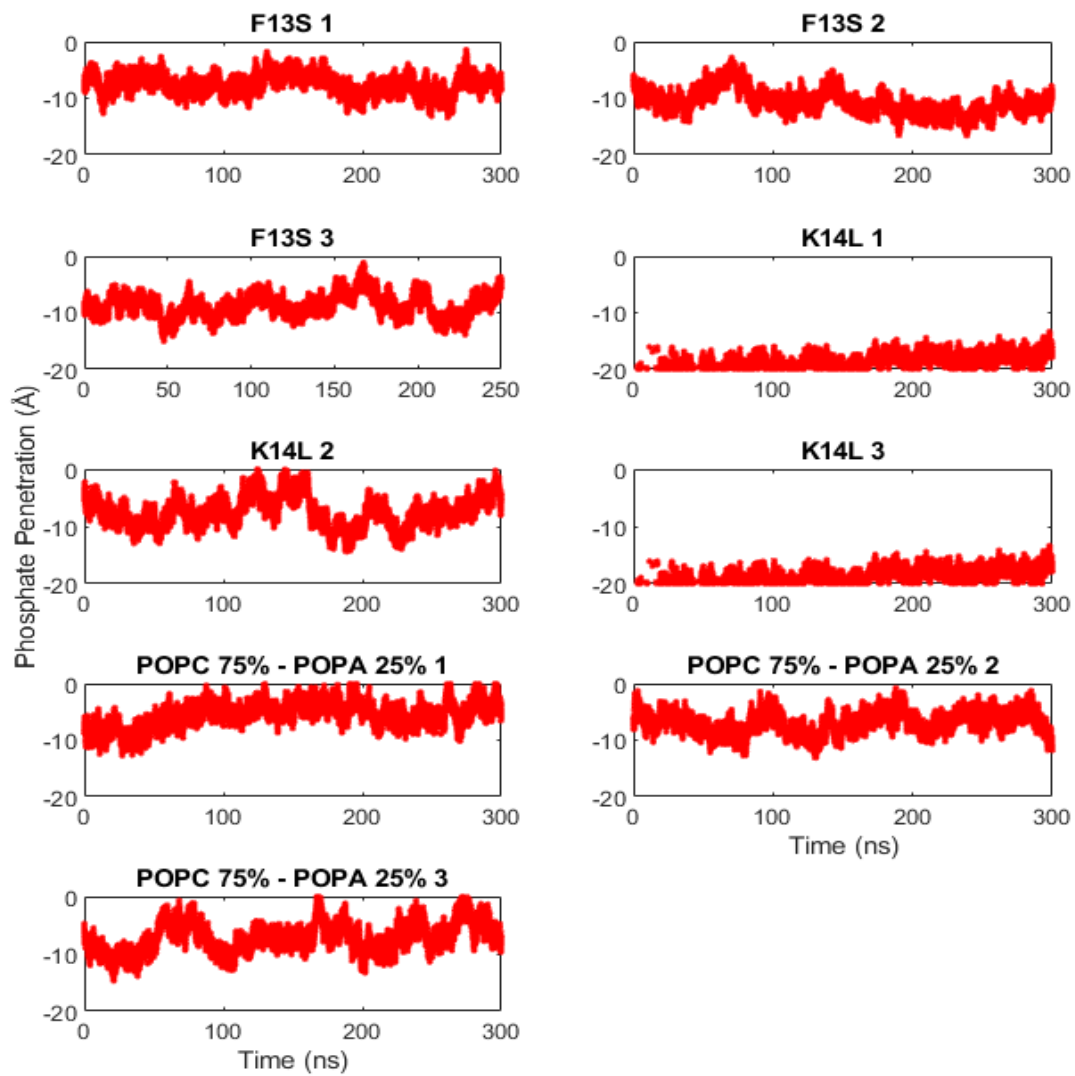 F13S 1
0
-10
-20
0 100 200 300
F13S 2
0
-10
-20
0 100 200 300
F13S 3
0
-10
-20
0 50 100 150 200 250
K14L 1
0
-10
-20
0 100 200 300
Phosphate Penetration (Å)
K14L 2
0
-10
-20
0 100 200 300
K14L 3
0
-10
-20
0 100 200 300
POPC 75% - POPA 25% 1
0
-10
-20
0 100 200 300
POPC 75% - POPA 25% 2
0
-10
-20
0 100 200 300
Time (ns)
POPC 75% - POPA 25% 3
0
-10
-20
0 100 200 300
Time (ns)